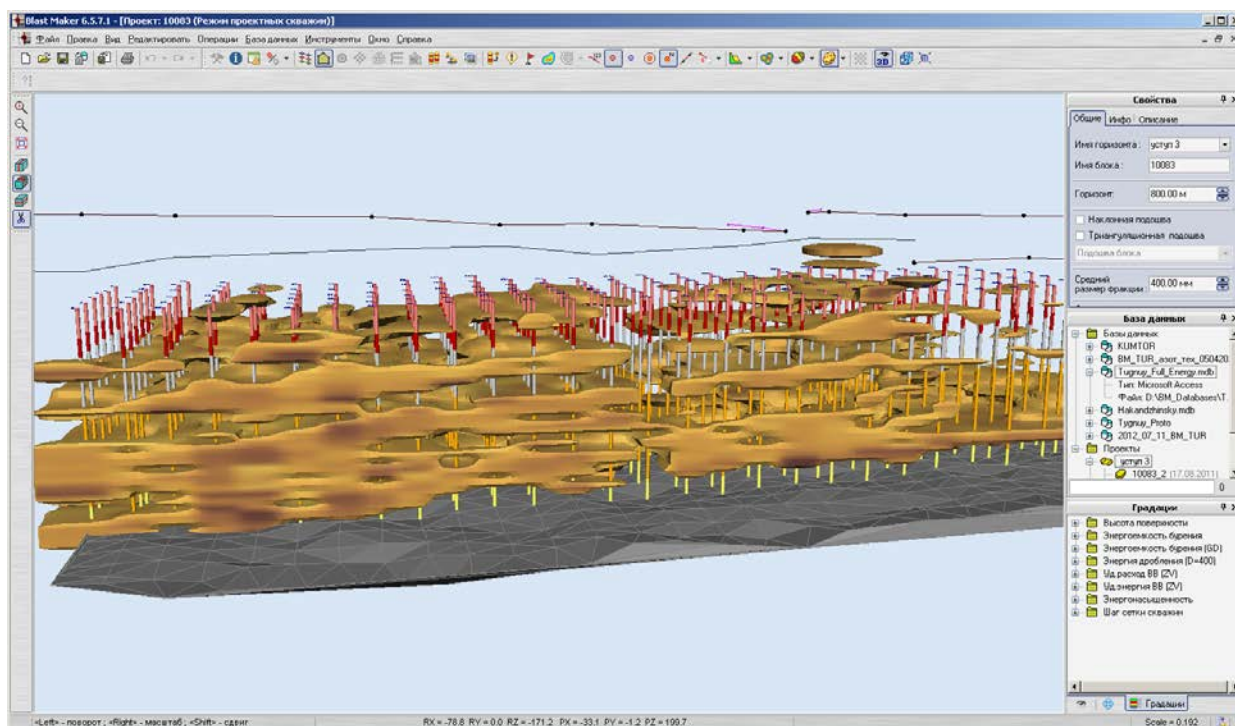 Blast Maker 6.5.7.1 - [Проект: 10083 (Режим проектных скважин)]
Файл Правка Вид Редактировать Операции База данных Инструменты Окно Справка
Свойства
Общие Инфо Описание
Имя горизонта: уступ 3
Имя блока: 10083
Горизонт: 800.00 м
Наклонная подошва
Триангуляционная подошва
Подошва блока
Средний
размер фракции: 400.00 мм
База данных
Базы данных
KUMTOR
BM_TUR_азот_тех_050420
Tugnuy_Full_Energy.mdb
Тип: Microsoft Access
Файл: D:\BM_Databases\T
Hakandzhinsky.mdb
Tygnuy_Proto
2012_07_11_BM_TUR
Проекты
уступ 3
10083_2 (17.08.2011)
0
Градации
Высота поверхности
Энергоемкость бурения
Энергоемкость бурения (GD)
Энергия дробления (D=400)
Уд.расход ВВ (ZV)
Уд.энергия ВВ (ZV)
Энергонасыщенность
Шаг сетки скважин
Градации
<Left> - поворот; <Right> - масштаб; <Shift> - сдвиг RX = -78.8 RY = 0.0 RZ = -171.2 PX = -33.1 PY = -1.2 PZ = 199.7 Scale = 0.192